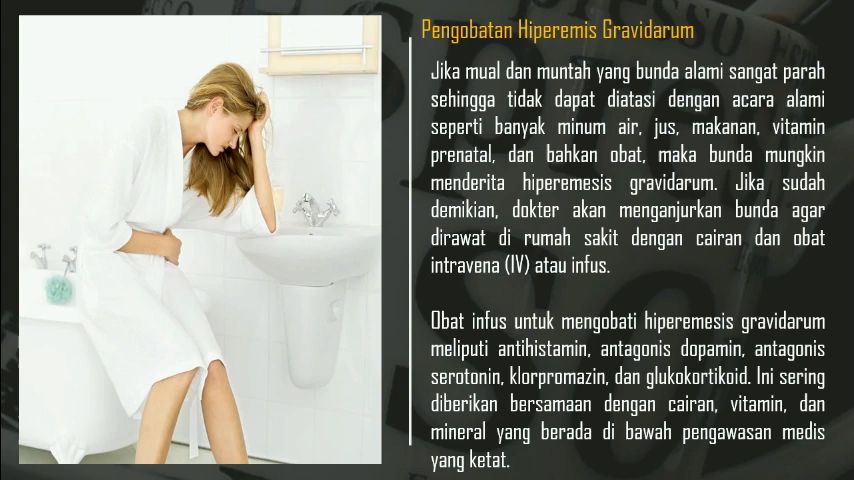 Pengobatan Hiperemis Gravidarum
Jika mual dan muntah yang bunda alami sangat parah
sehingga tidak dapat diatasi dengan acara alami
seperti banyak minum air, jus, makanan, vitamin
prenatal, dan bahkan obat, maka bunda mungkin
menderita hiperemesis gravidarum. Jika sudah
demikian, dokter akan menganjurkan bunda agar
dirawat di rumah sakit dengan cairan dan obat
intravena (IV) atau infus.
Obat infus untuk mengobati hiperemesis gravidarum
meliputi antihistamin, antagonis dopamin, antagonis
serotonin, klorpromazin, dan glukokortikoid. Ini sering
diberikan bersamaan dengan cairan, vitamin, dan
mineral yang berada di bawah pengawasan medis
yang ketat.